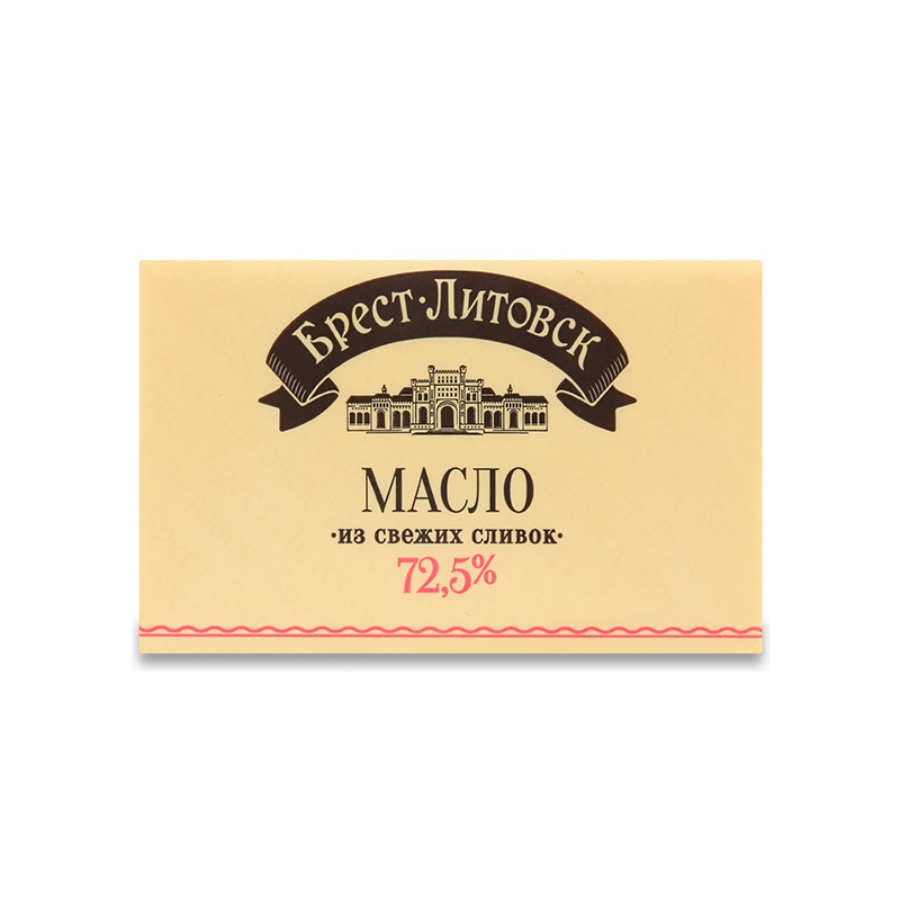 Брест·Литовск
МАСЛО
·из свежих сливок·
72,5%